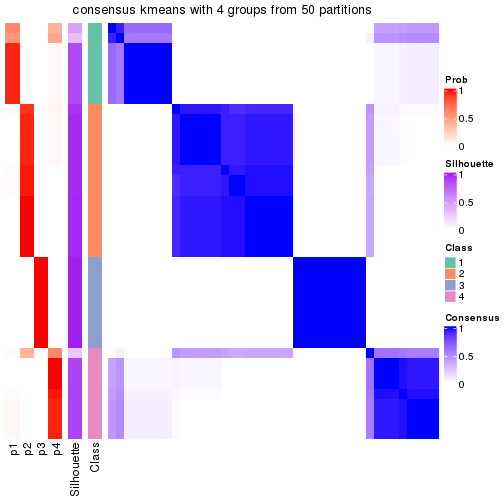 consensus kmeans with 4 groups from 50 partitions
Prob
1
0.5
0
Silhouette
1
0.5
0
Class
1
2
3
4
Consensus
1
0.5
0
p1
p2
p3
p4
Silhouette
Class